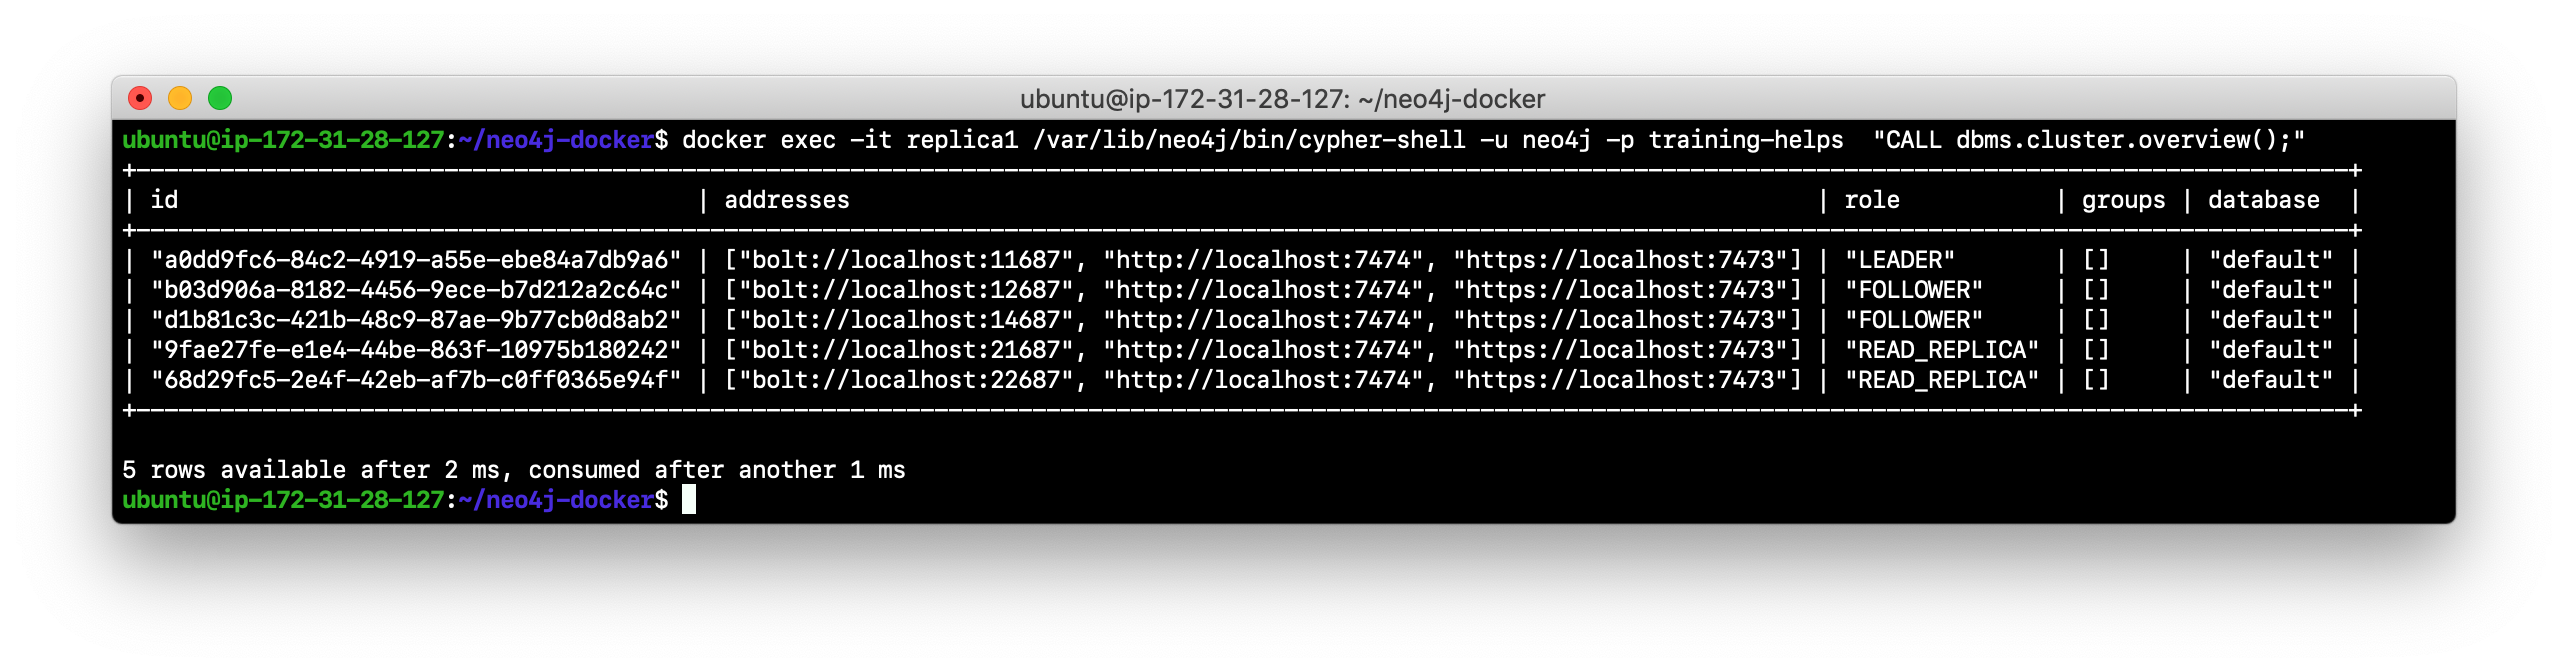 ubuntu@ip-172-31-28-127: ~/neo4j-docker
ubuntu@ip-172-31-28-127:~/neo4j-docker$ docker exec -it replica1 /var/lib/neo4j/bin/cypher-shell -u neo4j -p training-helps  "CALL dbms.cluster.overview();"
| id | addresses | role | groups | database |
| "a0dd9fc6-84c2-4919-a55e-ebe84a7db9a6" | ["bolt://localhost:11687", "http://localhost:7474", "https://localhost:7473"] | "LEADER" | [] | "default" |
| "b03d906a-8182-4456-9ece-b7d212a2c64c" | ["bolt://localhost:12687", "http://localhost:7474", "https://localhost:7473"] | "FOLLOWER" | [] | "default" |
| "d1b81c3c-421b-48c9-87ae-9b77cb0d8ab2" | ["bolt://localhost:14687", "http://localhost:7474", "https://localhost:7473"] | "FOLLOWER" | [] | "default" |
| "9fae27fe-e1e4-44be-863f-10975b180242" | ["bolt://localhost:21687", "http://localhost:7474", "https://localhost:7473"] | "READ_REPLICA" | [] | "default" |
| "68d29fc5-2e4f-42eb-af7b-c0ff0365e94f" | ["bolt://localhost:22687", "http://localhost:7474", "https://localhost:7473"] | "READ_REPLICA" | [] | "default" |
5 rows available after 2 ms, consumed after another 1 ms
ubuntu@ip-172-31-28-127:~/neo4j-docker$